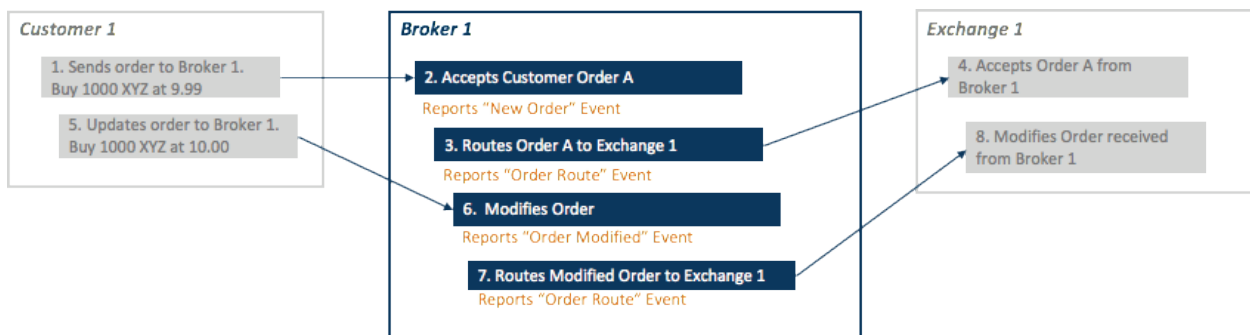 Customer 1
1. Sends order to Broker 1.
Buy 1000 XYZ at 9.99
5. Updates order to Broker 1.
Buy 1000 XYZ at 10.00
Broker 1
2. Accepts Customer Order A
Reports "New Order" Event
3. Routes Order A to Exchange 1
Reports "Order Route" Event
6. Modifies Order
Reports "Order Modified" Event
7. Routes Modified Order to Exchange 1
Reports "Order Route" Event
Exchange 1
4. Accepts Order A from
Broker 1
8. Modifies Order received
from Broker 1